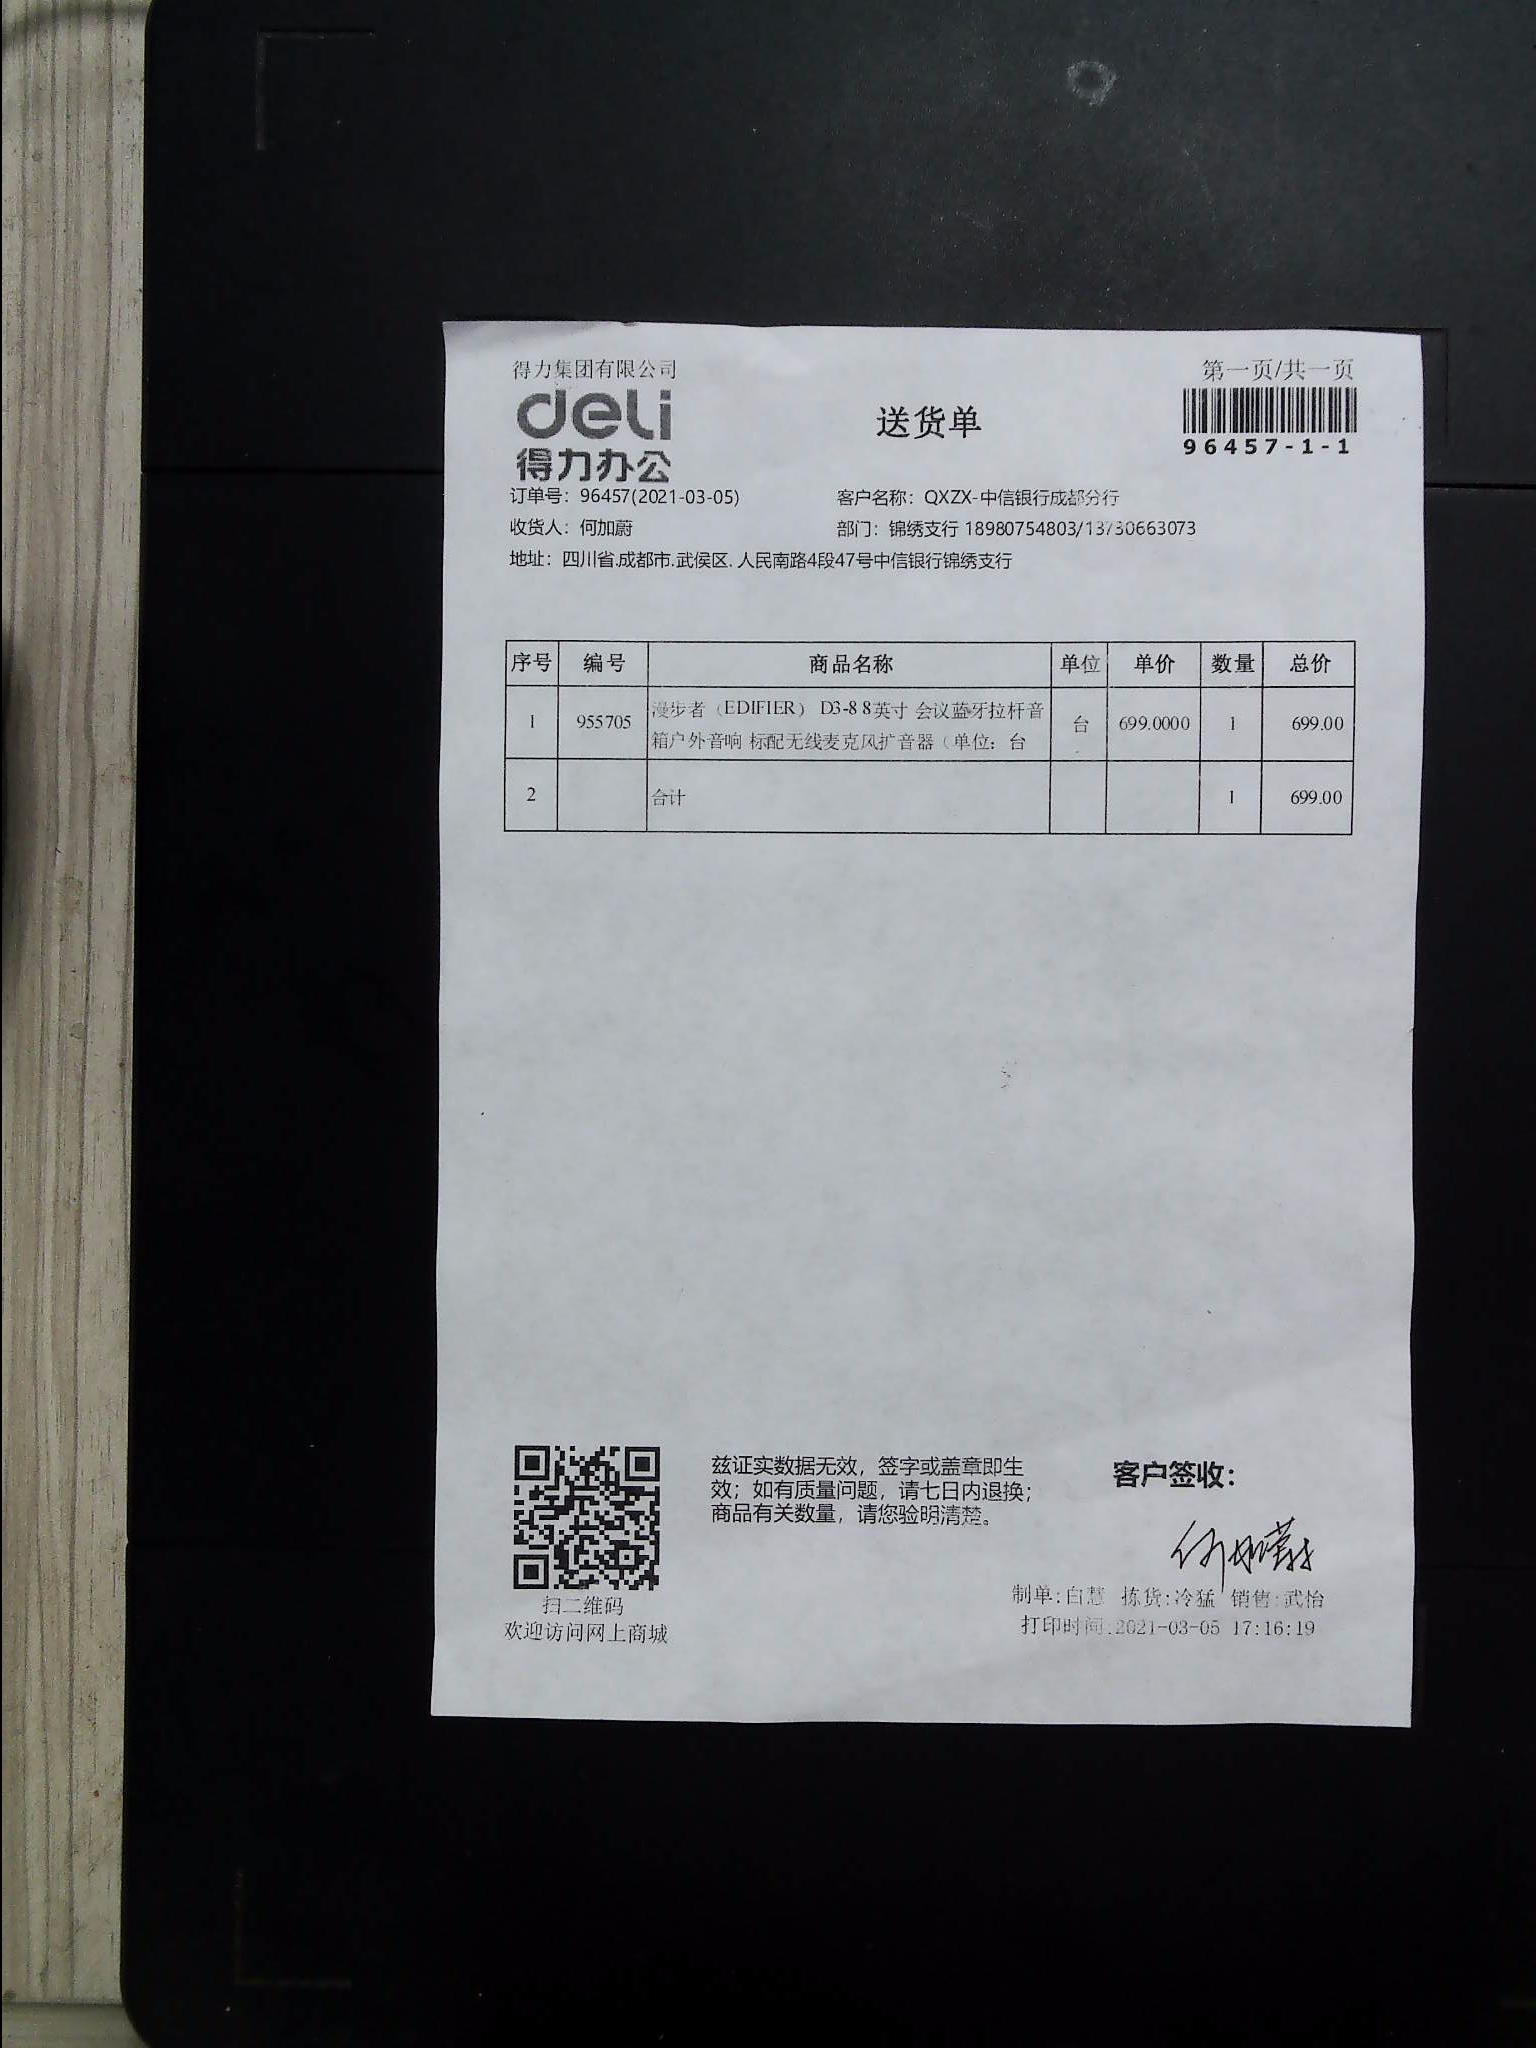 得力集团有限公司
第一页/共一页
deli
得力办公
送货单
96457-1-1
订单号：96457(2021-03-05)
客户名称：QXZX-中信银行成都分行
收货人：何加蔚
部门：锦绣支行 18980754803/13730663073
地址：四川省.成都市.武侯区.人民南路4段47号中信银行锦绣支行
序号 编号 商品名称 单位 单价 数量 总价
1 955705 漫步者（EDIFIER） D3-8 8英寸 会议蓝牙拉杆音 台 699.0000 1 699.00
箱户外音响 标配无线麦克风扩音器（单位：台
2 合计 1 699.00
兹证实数据无效，签字或盖章即生
效；如有质量问题，请七日内退换；
商品有关数量，请您验明清楚。
客户签收：
何加蔚
制单:白慧 拣货:冷猛 销售:武怡
打印时间:2021-03-05 17:16:19
扫二维码
欢迎访问网上商城